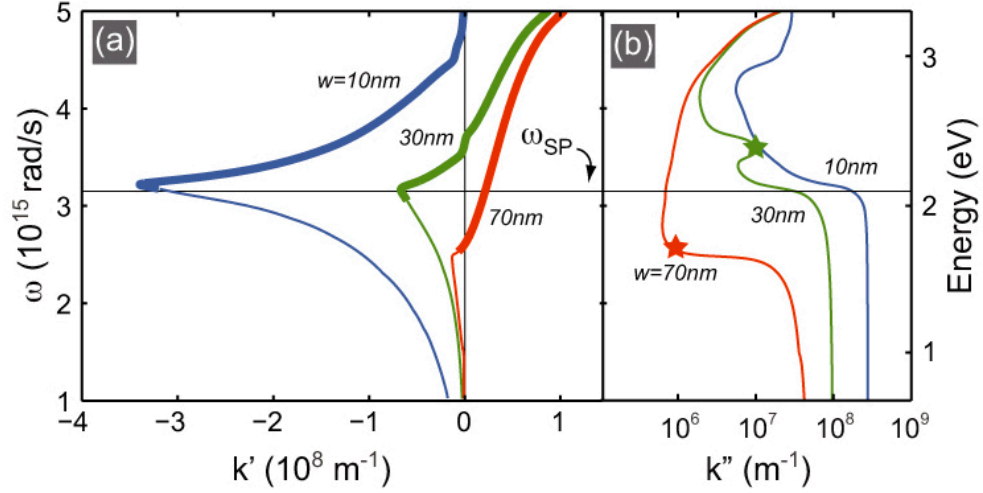 (a)
(b)
5
4
3
2
1
ω (10¹⁵ rad/s)
w=10nm
30nm
70nm
ω_SP
−4
−3
−2
−1
0
1
k' (10⁸ m⁻¹)
10nm
30nm
w=70nm
3
2
1
Energy (eV)
10⁶
10⁷
10⁸
10⁹
k" (m⁻¹)